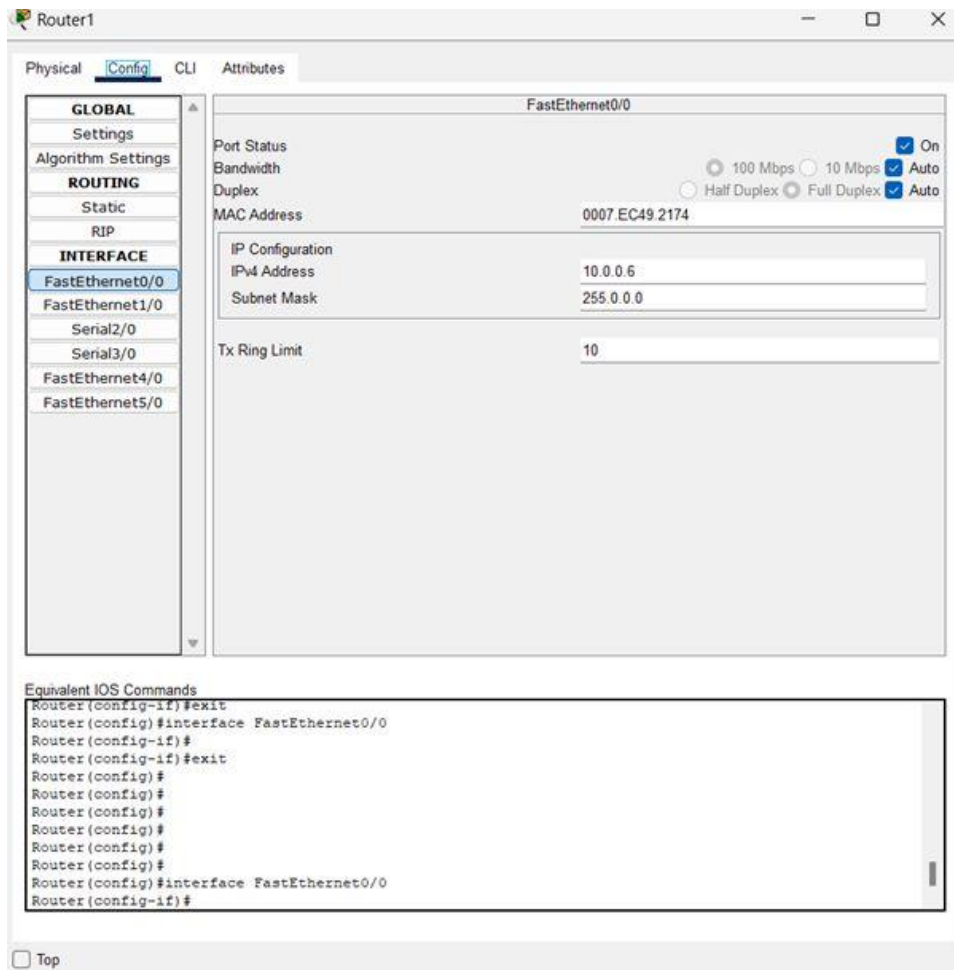 Router1
Physical Config CLI Attributes
GLOBAL
Settings
Algorithm Settings
ROUTING
Static
RIP
INTERFACE
FastEthernet0/0
FastEthernet1/0
Serial2/0
Serial3/0
FastEthernet4/0
FastEthernet5/0
FastEthernet0/0
Port Status On
Bandwidth 100 Mbps 10 Mbps Auto
Duplex Half Duplex Full Duplex Auto
MAC Address 0007.EC49.2174
IP Configuration
IPv4 Address 10.0.0.6
Subnet Mask 255.0.0.0
Tx Ring Limit 10
Equivalent IOS Commands
Router(config-if)#exit
Router(config)#interface FastEthernet0/0
Router(config-if)#
Router(config-if)#exit
Router(config)#
Router(config)#
Router(config)#
Router(config)#
Router(config)#
Router(config)#
Router(config)#interface FastEthernet0/0
Router(config-if)#
Top